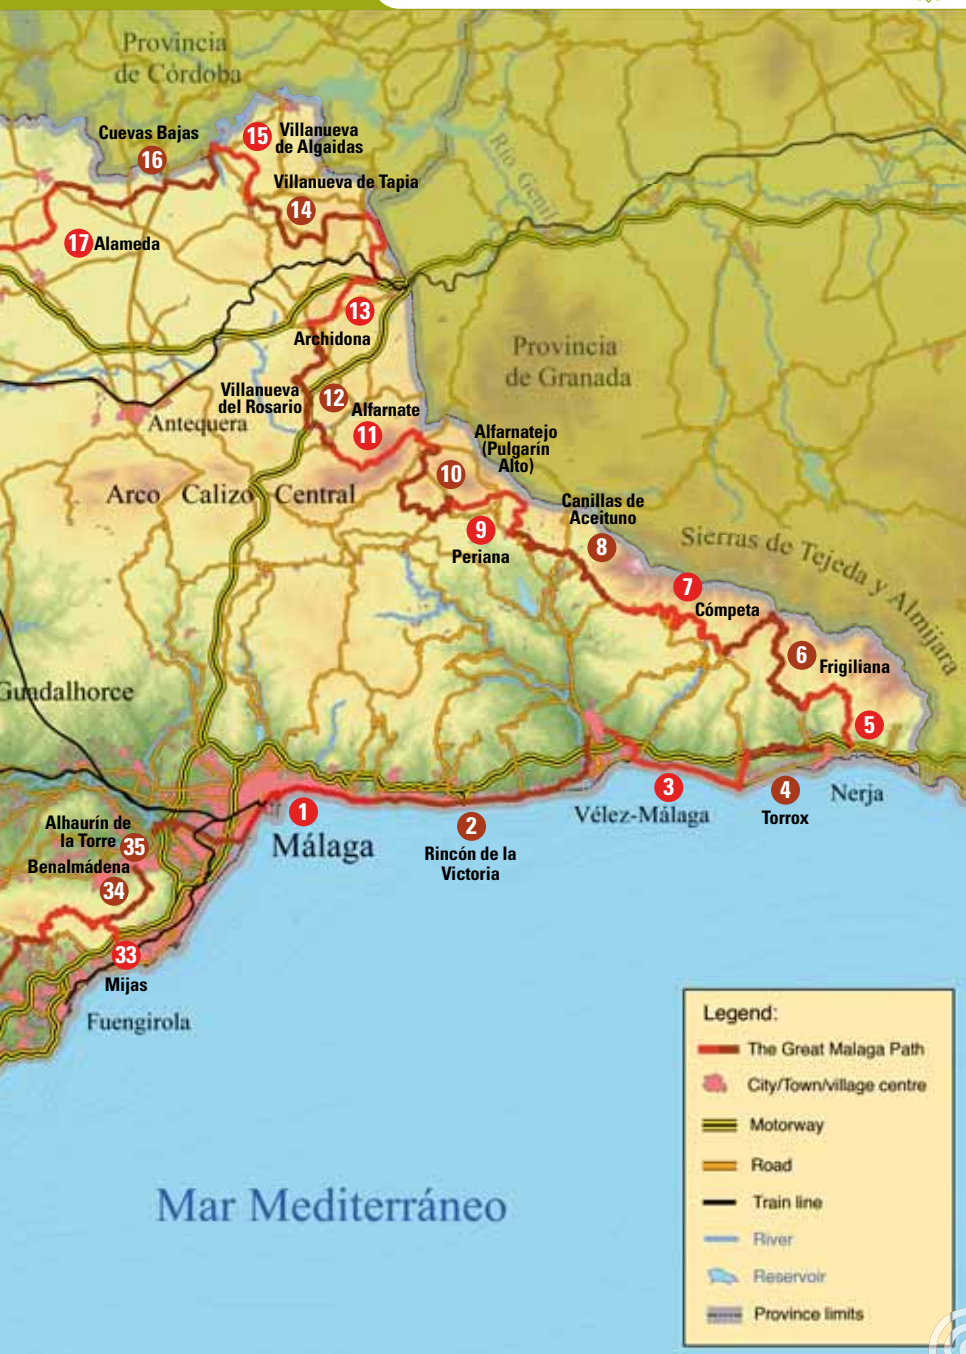 Provincia
de Córdoba
Cuevas Bajas
16
15
Villanueva
de Algaidas
Villanueva de Tapia
14
Río Genil
17 Alameda
13
Archidona
Provincia
de Granada
Villanueva
del Rosario
12
Alfarnate
11
Antequera
Alfarnatejo
(Pulgarín
Alto)
10
Arco Calizo Central
Canillas de
Aceituno
9
8
Periana
Sierras de Tejeda y Almijara
7
Cómpeta
6
Frigiliana
Guadalhorce
5
1
Málaga
2
Rincón de la
Victoria
3
Vélez-Málaga
4
Torrox
Nerja
Alhaurín de
la Torre 35
Benalmádena
34
33
Mijas
Fuengirola
Mar Mediterráneo
Legend:
The Great Malaga Path
City/Town/village centre
Motorway
Road
Train line
River
Reservoir
Province limits